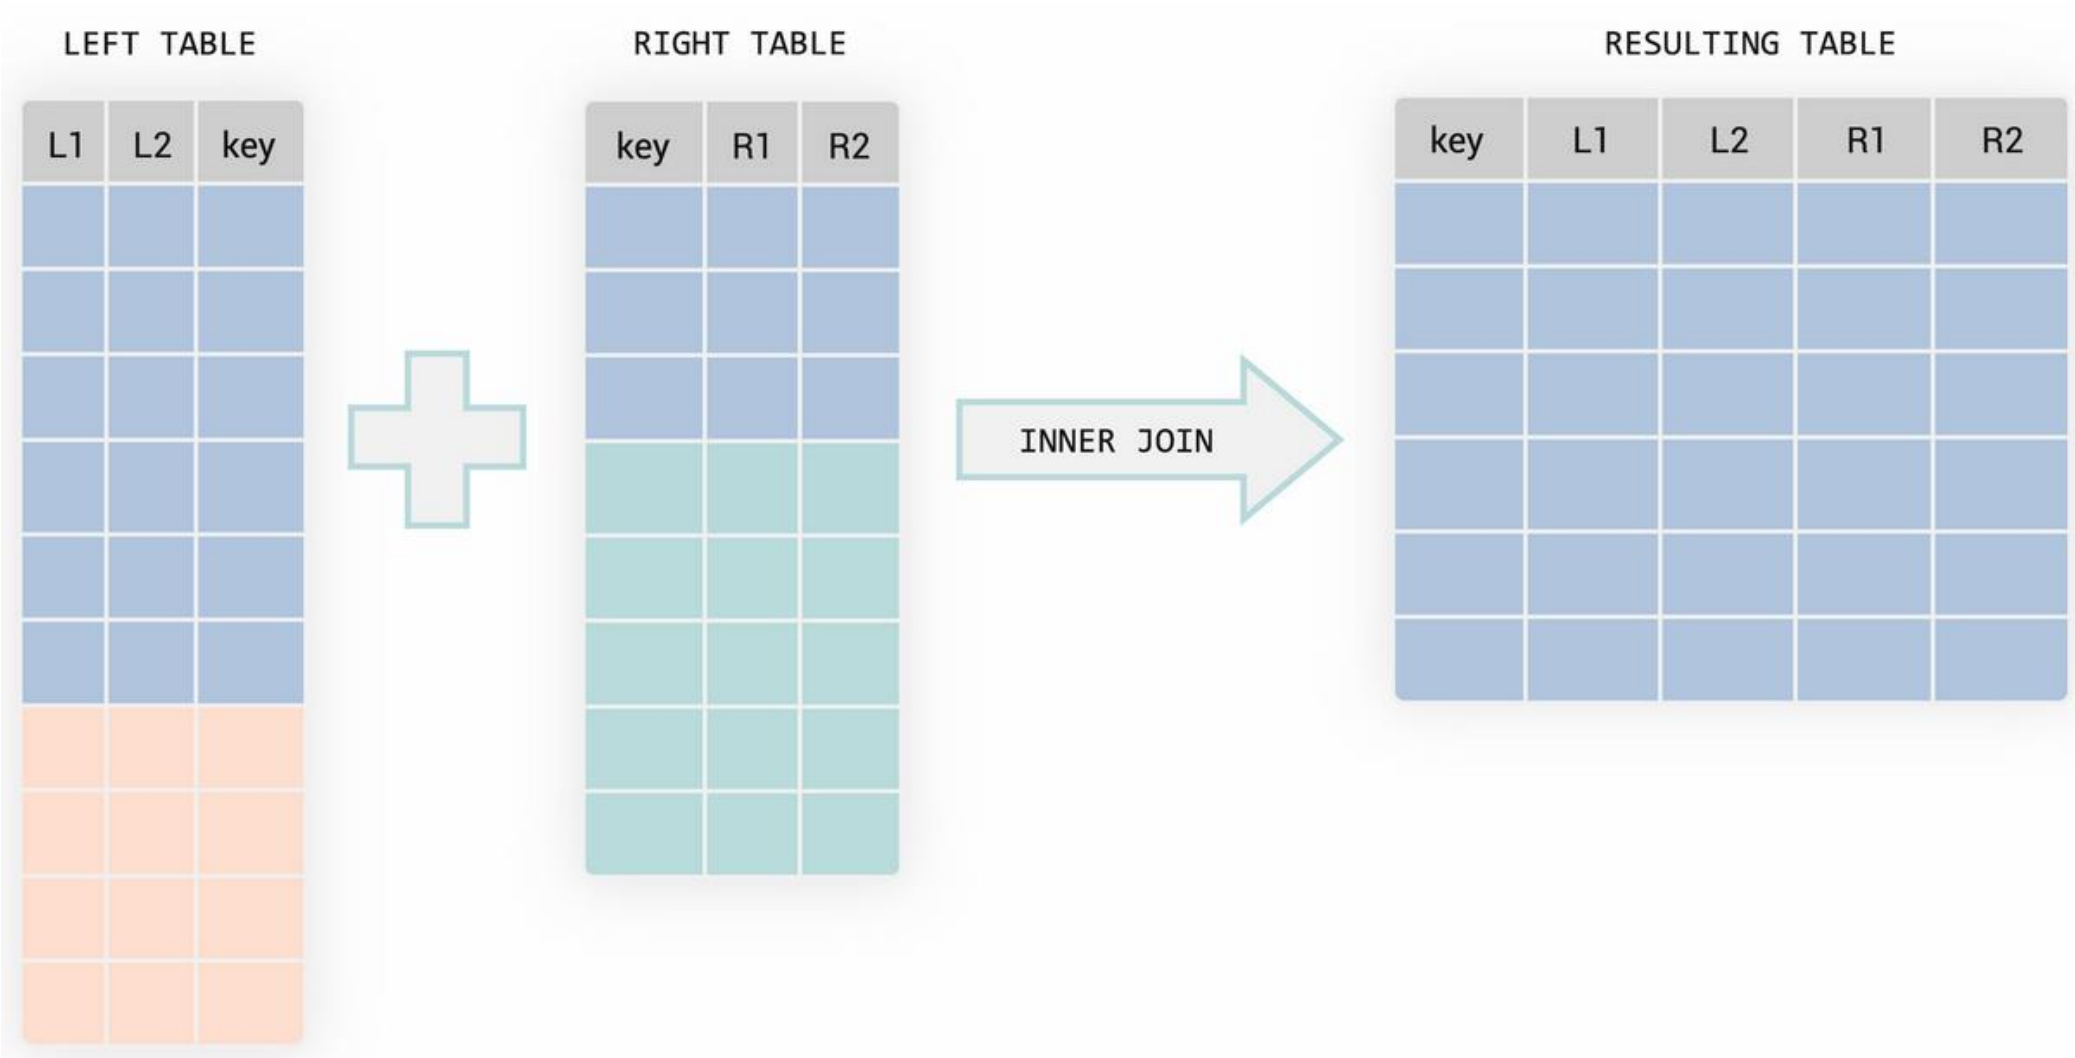 LEFT TABLE
RIGHT TABLE
RESULTING TABLE
L1 L2 key
key R1 R2
key L1 L2 R1 R2
INNER JOIN